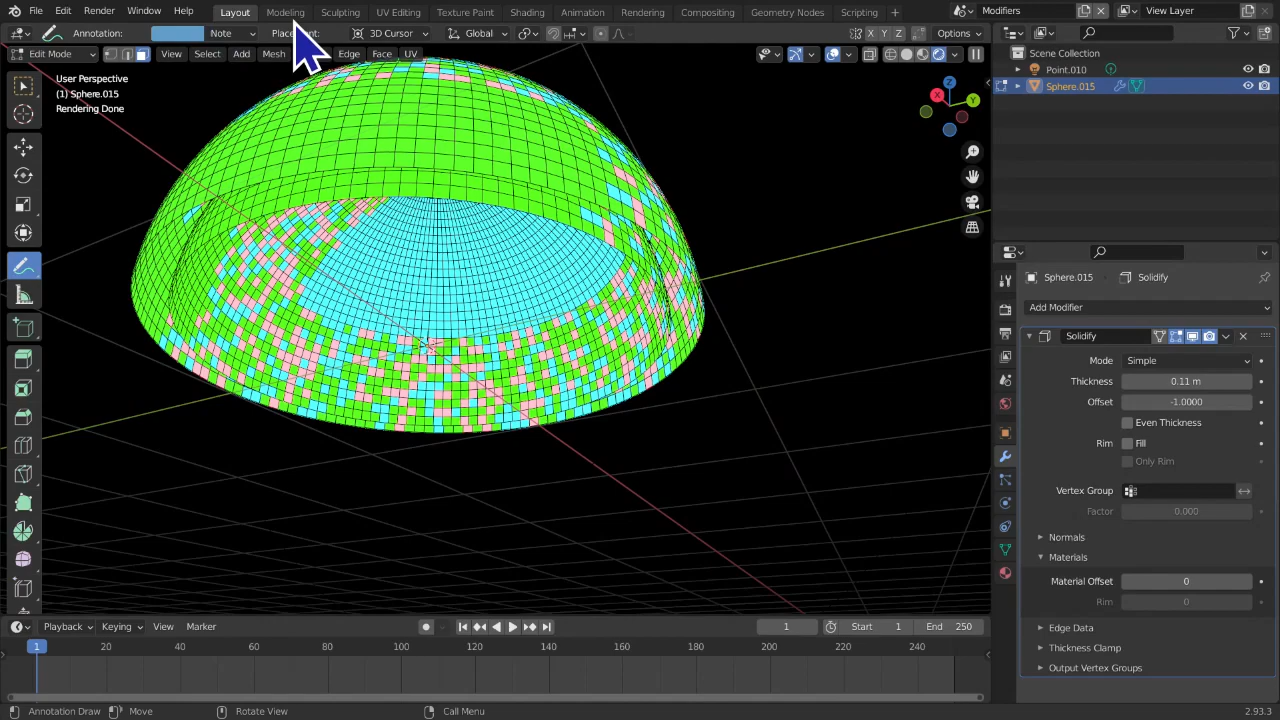 File Edit Render Window Help Layout Modeling Sculpting UV Editing Texture Paint Shading Animation Rendering Compositing Geometry Nodes Scripting Modifiers View Layer
Annotation: Note 3D Cursor Global X Y Z Options
Edit Mode View Select Add Mesh Edge Face UV
User Perspective
(1) Sphere.015
Rendering Done
Z
X
Y
Scene Collection
Point.010
Sphere.015
Sphere.015 Solidify
Add Modifier
Solidify
Mode Simple
Thickness 0.11 m
Offset -1.0000
Even Thickness
Rim Fill
Only Rim
Vertex Group
Factor 0.000
Normals
Materials
Material Offset 0
Rim 0
Edge Data
Thickness Clamp
Output Vertex Groups
Playback Keying View Marker 1 Start 1 End 250
1 20 40 60 80 100 120 140 160 180 200 220 240
Annotation Draw Move Rotate View Call Menu 2.93.3